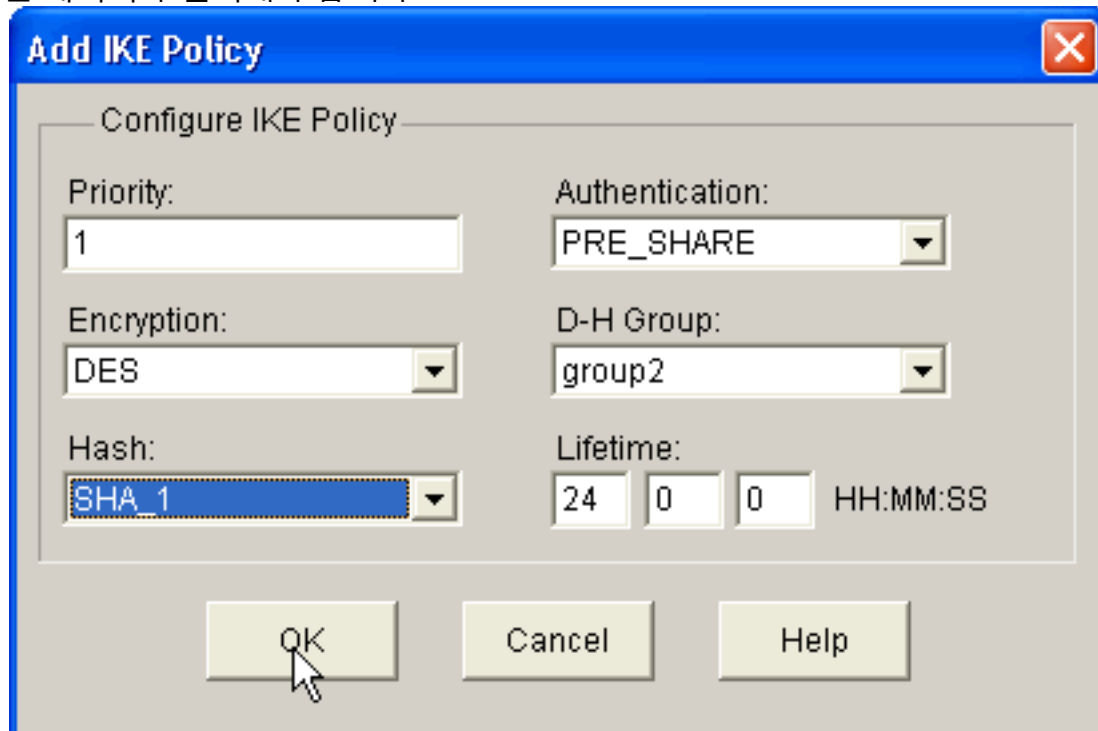 Add IKE Policy
Configure IKE Policy
Priority:
1
Authentication:
PRE_SHARE
Encryption:
DES
D-H Group:
group2
Hash:
SHA_1
Lifetime:
24 0 0 HH:MM:SS
OK
Cancel
Help